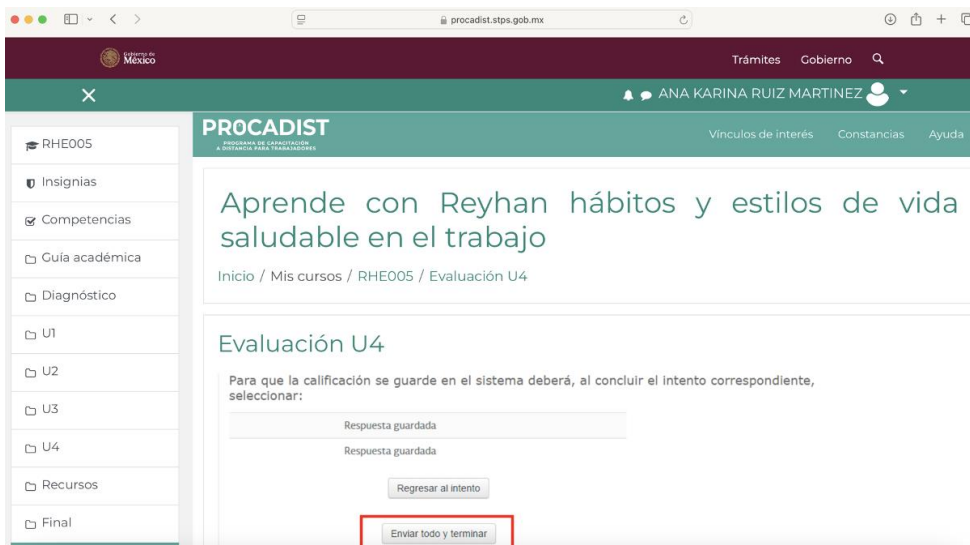 procadist.stps.gob.mx
Gobierno de
México
Trámites Gobierno
ANA KARINA RUIZ MARTINEZ
RHE005
Insignias
Competencias
Guía académica
Diagnóstico
U1
U2
U3
U4
Recursos
Final
PROCADIST
PROGRAMA DE CAPACITACIÓN
A DISTANCIA PARA TRABAJADORES
Vínculos de interés Constancias Ayuda
Aprende con Reyhan hábitos y estilos de vida
saludable en el trabajo
Inicio / Mis cursos / RHE005 / Evaluación U4
Evaluación U4
Para que la calificación se guarde en el sistema deberá, al concluir el intento correspondiente,
seleccionar:
Respuesta guardada
Respuesta guardada
Regresar al intento
Enviar todo y terminar